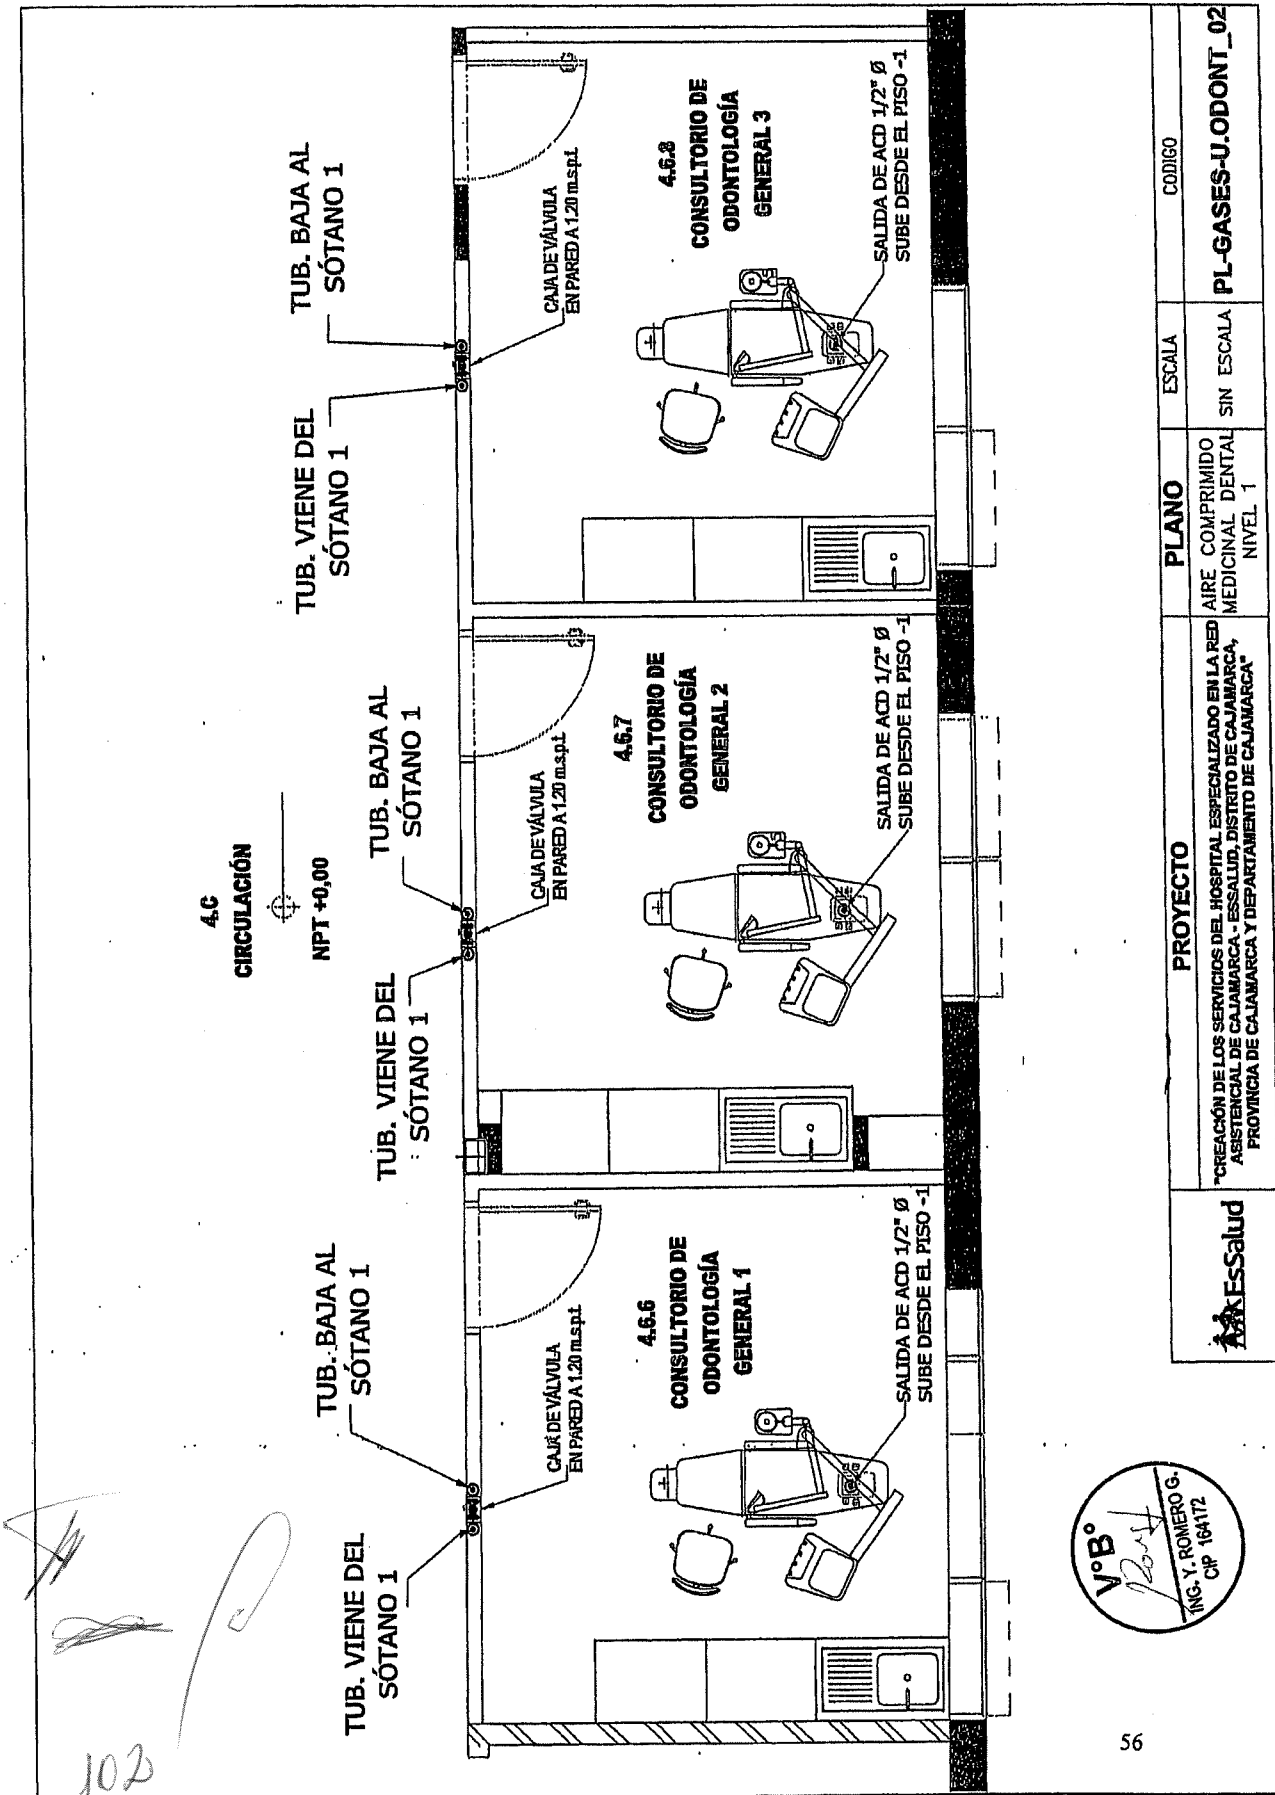 4.C
CIRCULACIÓN
NPT +0,00
TUB. VIENE DEL
SÓTANO 1
TUB. BAJA AL
SÓTANO 1
TUB. VIENE DEL
SÓTANO 1
TUB. BAJA AL
SÓTANO 1
TUB. VIENE DEL
SÓTANO 1
TUB. BAJA AL
SÓTANO 1
CAJA DE VÁLVULA
EN PARED A 1.20 m.s.p.t.
CAJA DE VÁLVULA
EN PARED A 1.20 m.s.p.t.
CAJA DE VÁLVULA
EN PARED A 1.20 m.s.p.t.
4.6.6
CONSULTORIO DE
ODONTOLOGÍA
GENERAL 1
4.6.7
CONSULTORIO DE
ODONTOLOGÍA
GENERAL 2
4.6.8
CONSULTORIO DE
ODONTOLOGÍA
GENERAL 3
SALIDA DE ACD 1/2" Ø
SUBE DESDE EL PISO -1
SALIDA DE ACD 1/2" Ø
SUBE DESDE EL PISO -1
SALIDA DE ACD 1/2" Ø
SUBE DESDE EL PISO -1
EsSalud
PROYECTO
"CREACIÓN DE LOS SERVICIOS DEL HOSPITAL ESPECIALIZADO EN LA RED
ASISTENCIAL DE CAJAMARCA - ESSALUD, DISTRITO DE CAJAMARCA,
PROVINCIA DE CAJAMARCA Y DEPARTAMENTO DE CAJAMARCA"
PLANO
AIRE COMPRIMIDO
MEDICINAL DENTAL
NIVEL 1
ESCALA
SIN ESCALA
CODIGO
PL-GASES-U.ODONT_02
V°B°
ING. Y. ROMERO G.
CIP 164172
102
56